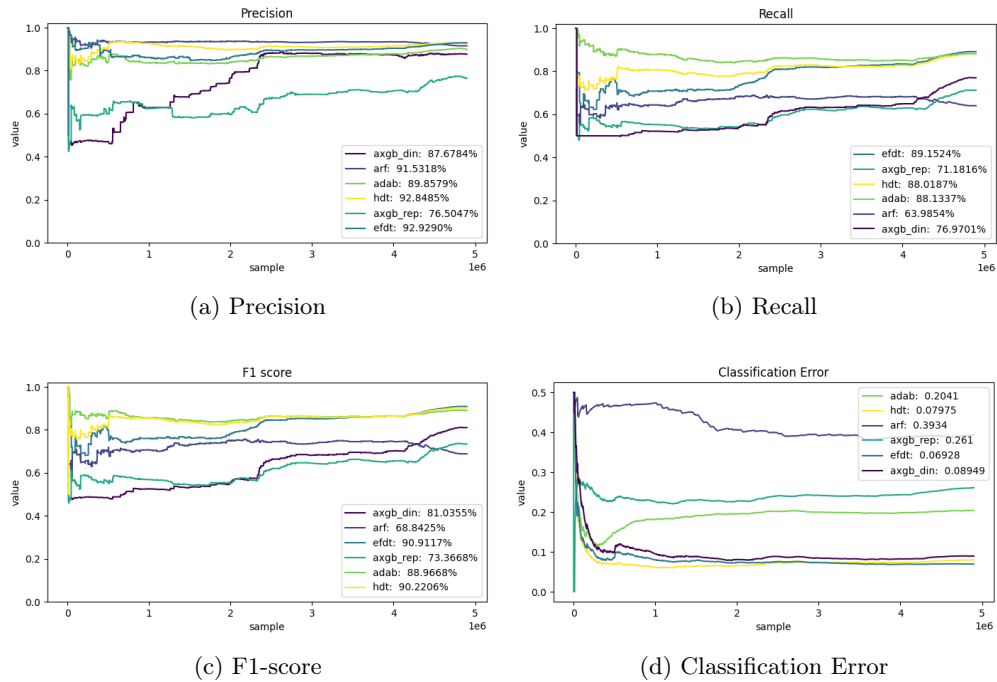 Precision
value
1.0
0.8
0.6
0.4
0.2
0.0
axgb_din: 87.6784%
arf: 91.5318%
adab: 89.8579%
hdt: 92.8485%
axgb_rep: 76.5047%
efdt: 92.9290%
0 1 2 3 4 5
1e6
sample
(a) Precision
Recall
value
1.0
0.8
0.6
0.4
0.2
0.0
efdt: 89.1524%
axgb_rep: 71.1816%
hdt: 88.0187%
adab: 88.1337%
arf: 63.9854%
axgb_din: 76.9701%
0 1 2 3 4 5
1e6
sample
(b) Recall
F1 score
value
1.0
0.8
0.6
0.4
0.2
0.0
axgb_din: 81.0355%
arf: 68.8425%
efdt: 90.9117%
axgb_rep: 73.3668%
adab: 88.9668%
hdt: 90.2206%
0 1 2 3 4 5
1e6
sample
(c) F1-score
Classification Error
value
0.5
0.4
0.3
0.2
0.1
0.0
adab: 0.2041
hdt: 0.07975
arf: 0.3934
axgb_rep: 0.261
efdt: 0.06928
axgb_din: 0.08949
0 1 2 3 4 5
1e6
sample
(d) Classification Error